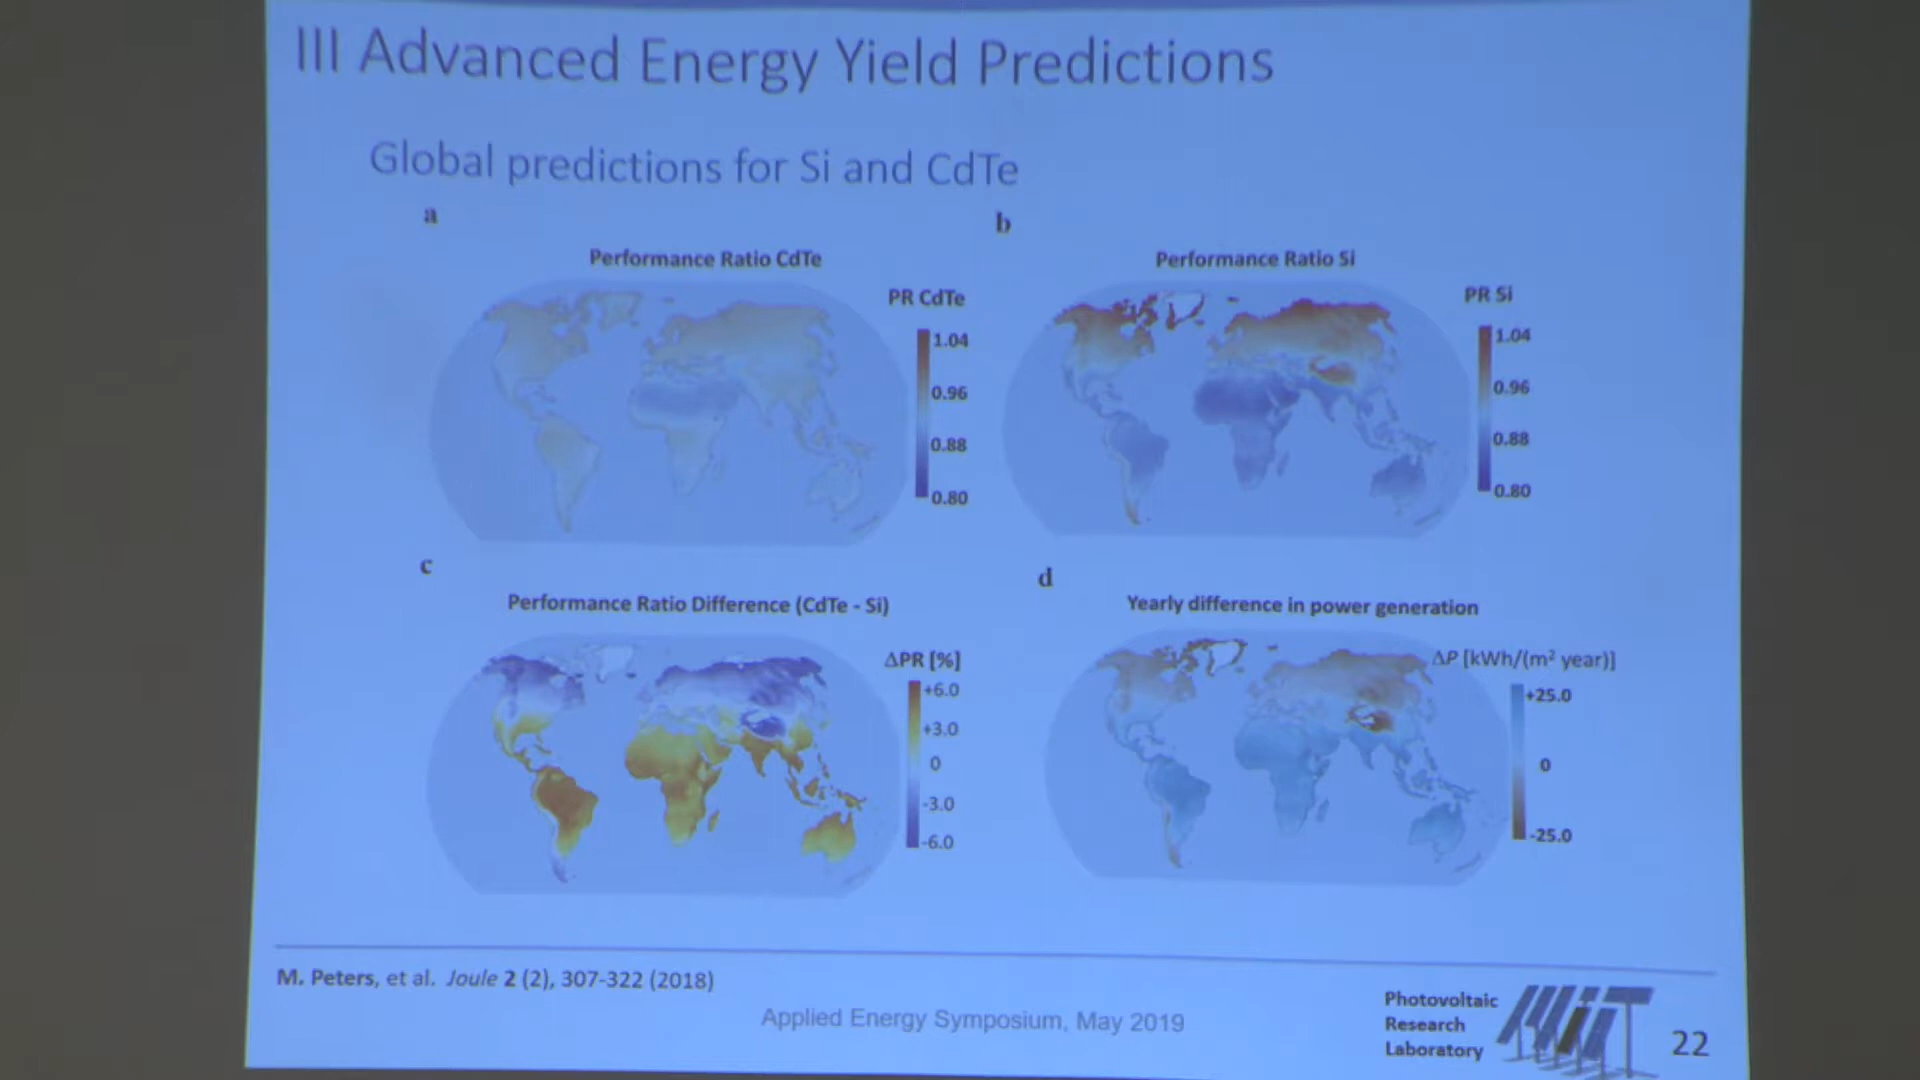 III Advanced Energy Yield Predictions
Global predictions for Si and CdTe
a
Performance Ratio CdTe
PR CdTe
1.04
0.96
0.88
0.80
b
Performance Ratio Si
PR Si
1.04
0.96
0.88
0.80
c
Performance Ratio Difference (CdTe - Si)
ΔPR [%]
+6.0
+3.0
0
-3.0
-6.0
d
Yearly difference in power generation
ΔP [kWh/(m² year)]
+25.0
0
-25.0
M. Peters, et al. Joule 2 (2), 307-322 (2018)
Applied Energy Symposium, May 2019
Photovoltaic
Research
Laboratory
MIT
22